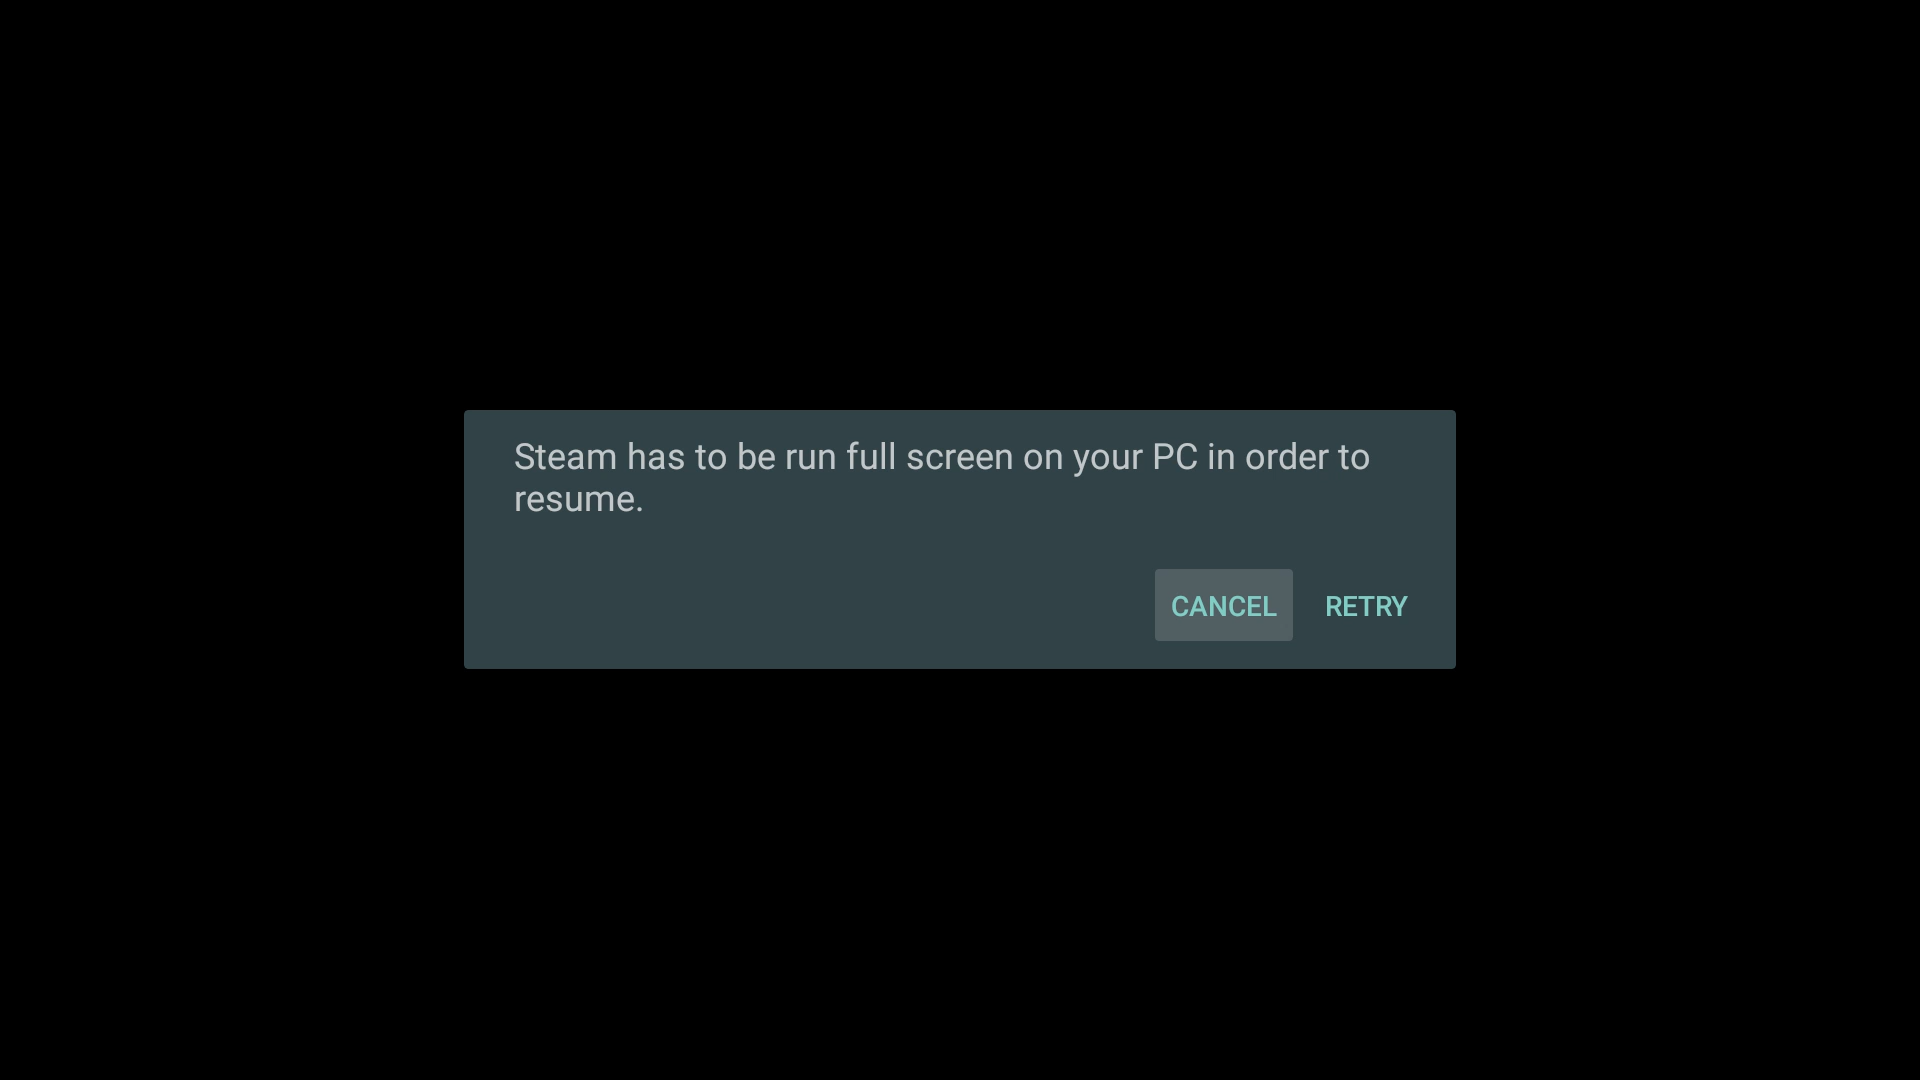 Steam has to be run full screen on your PC in order to
resume.
CANCEL RETRY